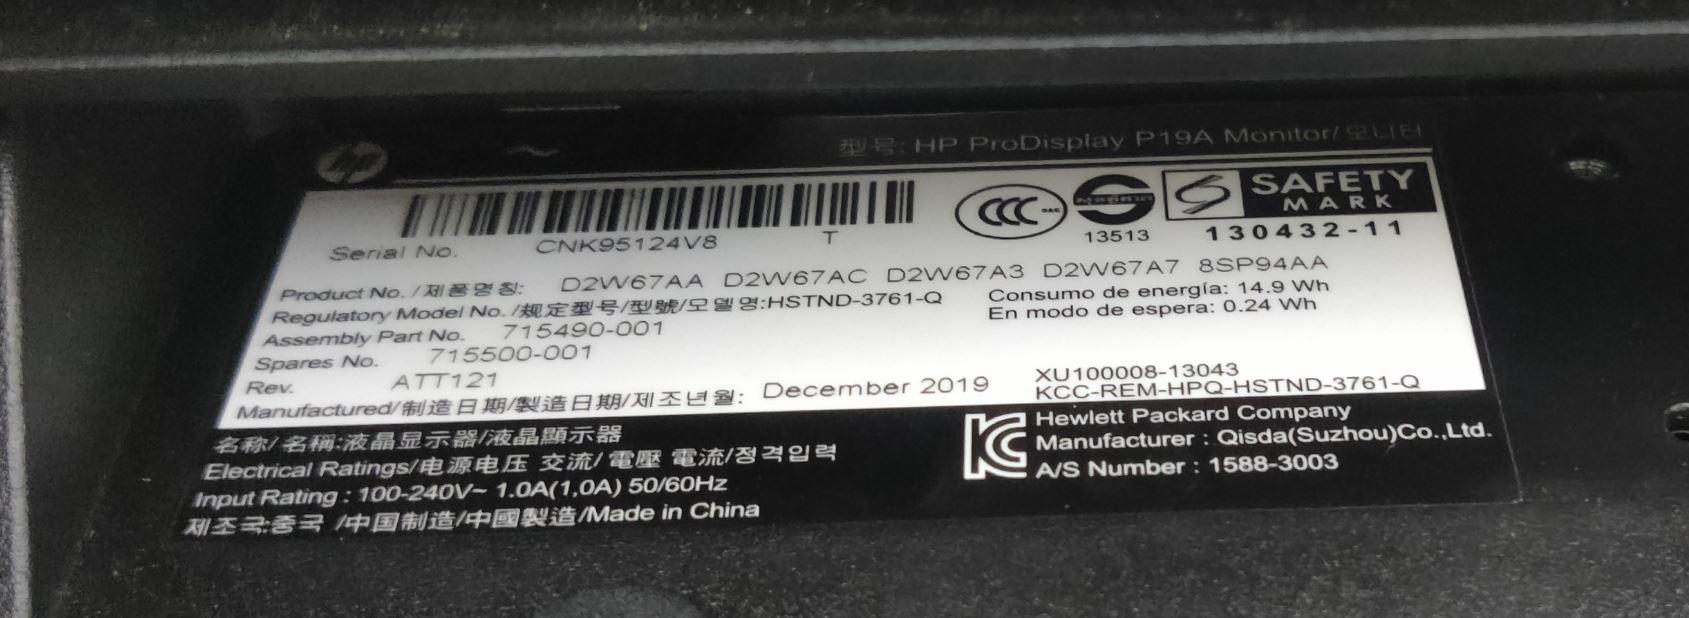 hp
型号: HP ProDisplay P19A Monitor/모니터
Serial No. CNK95124V8 T
CCC
13513
SAFETY
MARK
130432-11
Product No. /제품명칭: D2W67AA D2W67AC D2W67A3 D2W67A7 8SP94AA
Regulatory Model No. /规定型号/型號/모델명:HSTND-3761-Q
Consumo de energía: 14.9 Wh
En modo de espera: 0.24 Wh
Assembly Part No. 715490-001
Spares No. 715500-001
Rev. ATT121
Manufactured/制造日期/製造日期/제조년월: December 2019
XU100008-13043
KCC-REM-HPQ-HSTND-3761-Q
名称/名稱:液晶显示器/液晶顯示器
Electrical Ratings/电源电压 交流/電壓 電流/정격입력
Input Rating : 100-240V~ 1.0A(1,0A) 50/60Hz
제조국:중국 /中国制造/中國製造/Made in China
Hewlett Packard Company
Manufacturer : Qisda(Suzhou)Co.,Ltd.
A/S Number : 1588-3003